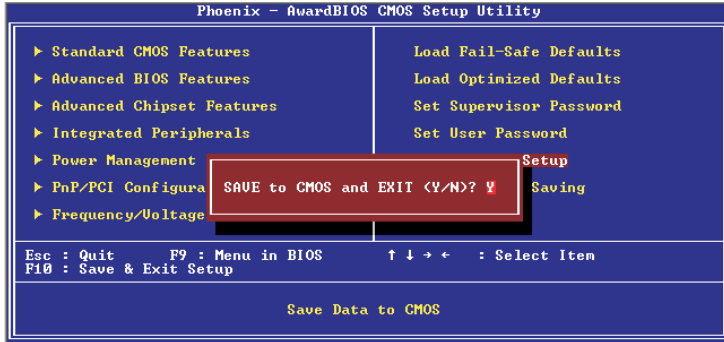 Phoenix - AwardBIOS CMOS Setup Utility
► Standard CMOS Features
► Advanced BIOS Features
► Advanced Chipset Features
► Integrated Peripherals
► Power Management
► PnP/PCI Configura
► Frequency/Voltage
Load Fail-Safe Defaults
Load Optimized Defaults
Set Supervisor Password
Set User Password
Setup
Saving
SAVE to CMOS and EXIT (Y/N)? Y
Esc : Quit F9 : Menu in BIOS ↑ ↓ → ← : Select Item
F10 : Save & Exit Setup
Save Data to CMOS